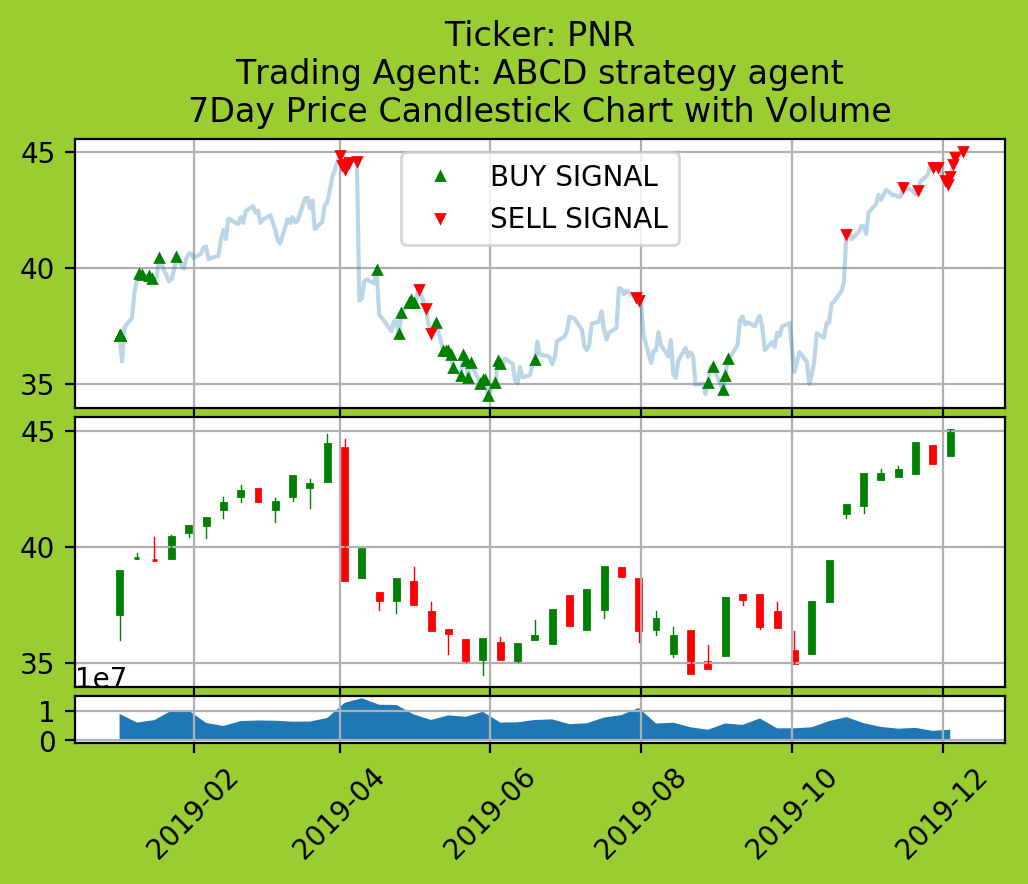 Ticker: PNR
Trading Agent: ABCD strategy agent
7Day Price Candlestick Chart with Volume
45
40
35
BUY SIGNAL
SELL SIGNAL
45
40
35
1e7
1
0
2019-02
2019-04
2019-06
2019-08
2019-10
2019-12